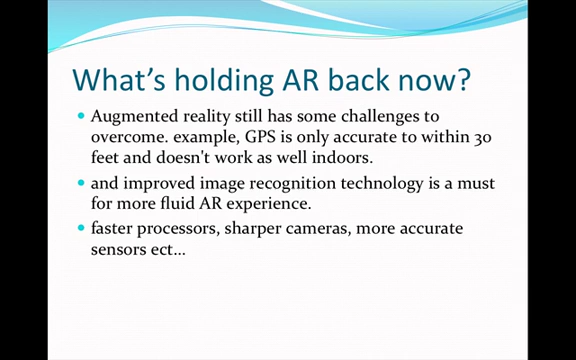 What's holding AR back now?
Augmented reality still has some challenges to
overcome. example, GPS is only accurate to within 30
feet and doesn't work as well indoors.
and improved image recognition technology is a must
for more fluid AR experience.
faster processors, sharper cameras, more accurate
sensors ect...